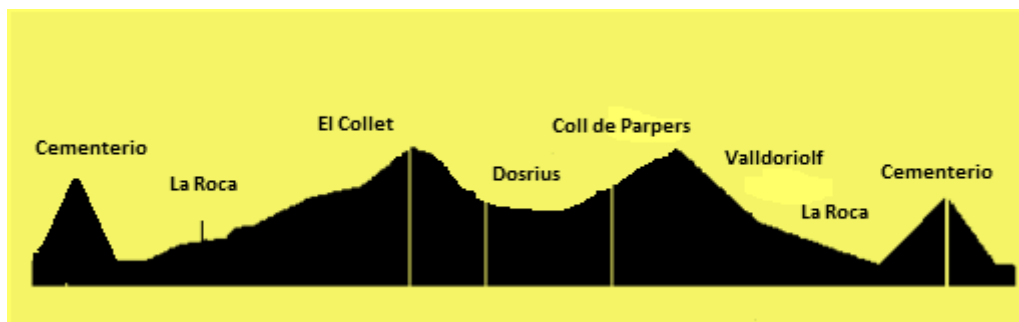 Cementerio
La Roca
El Collet
Dosrius
Coll de Parpers
Valldoriolf
La Roca
Cementerio